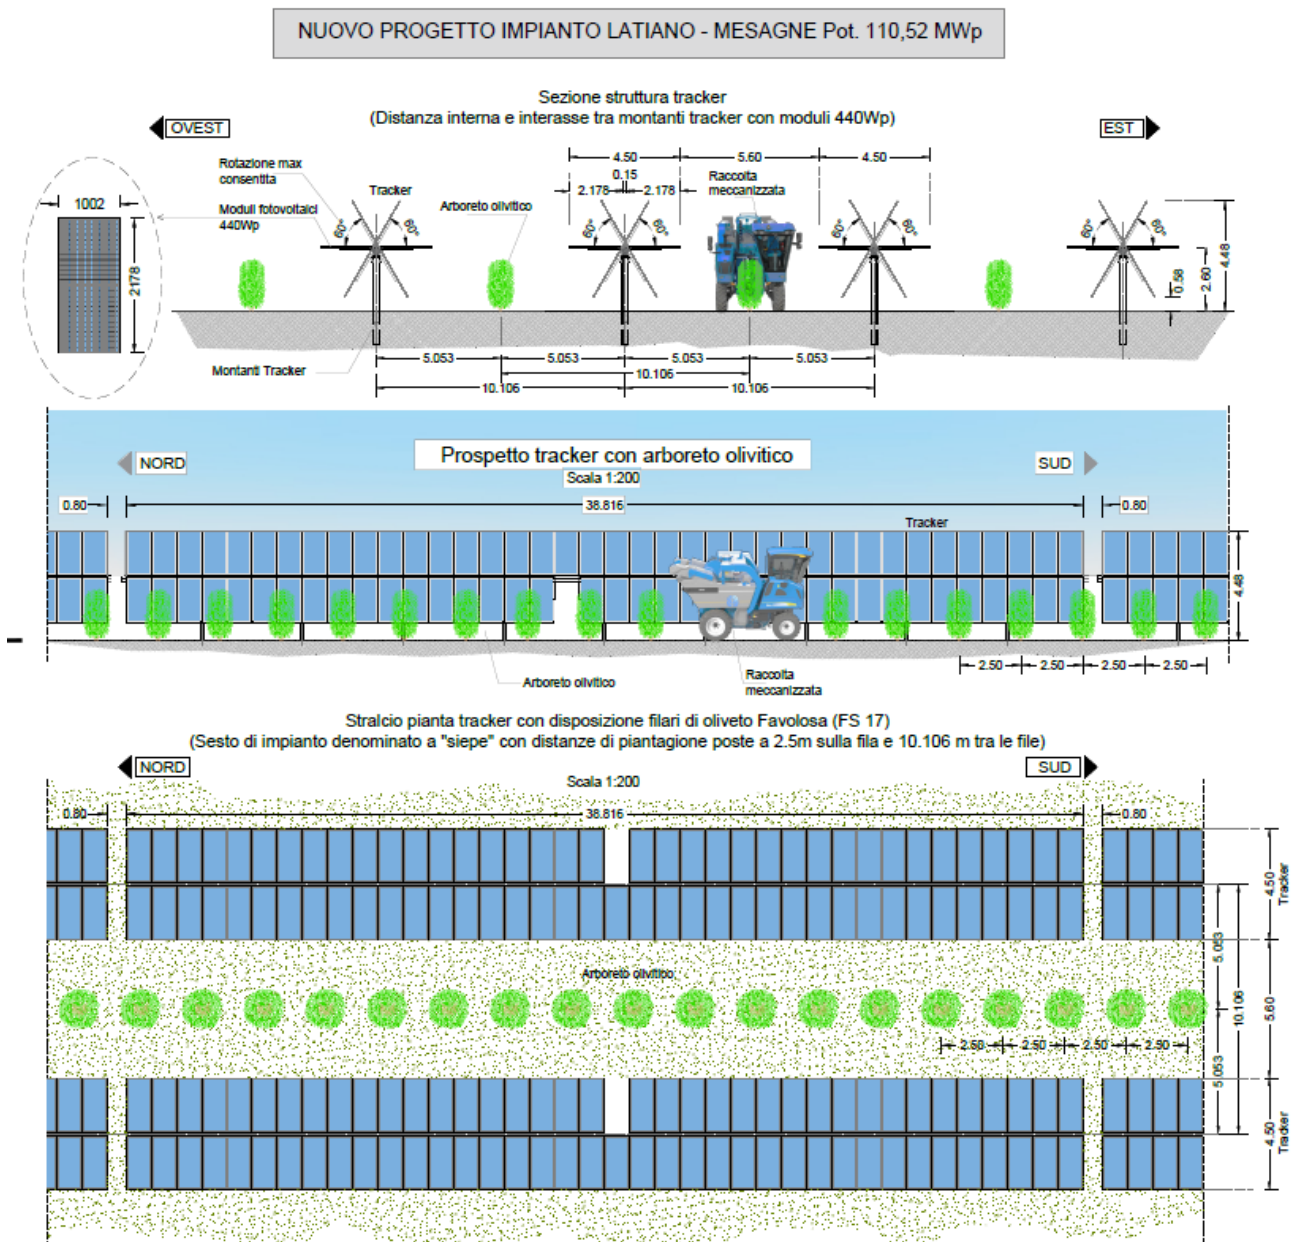 NUOVO PROGETTO IMPIANTO LATIANO - MESAGNE Pot. 110,52 MWp
Sezione struttura tracker
(Distanza interna e interasse tra montanti tracker con moduli 440Wp)
OVEST
EST
4.50
5.60
4.50
Rotazione max
consentita
0.15
Raccolta
meccanizzata
2.178
2.178
Tracker
1002
Moduli fotovoltaici
440Wp
Arboreto olivitico
60°
60°
60°
60°
60°
60°
60°
60°
2178
4.48
2.60
0.58
Montanti Tracker
5.053
5.053
5.053
5.053
10.106
10.106
10.106
Prospetto tracker con arboreto olivitico
NORD
SUD
Scala 1:200
0.80
38.816
0.80
Tracker
4.48
2.50
2.50
2.50
2.50
Arboreto olivitico
Raccolta
meccanizzata
Stralcio pianta tracker con disposizione filari di oliveto Favolosa (FS 17)
(Sesto di impianto denominato a "siepe" con distanze di piantagione poste a 2.5m sulla fila e 10.106 m tra le file)
NORD
SUD
Scala 1:200
0.80
38.816
0.80
4.50
Tracker
5.053
Arboreto olivitico
10.106
5.60
2.50
2.50
2.50
2.50
5.053
4.50
Tracker